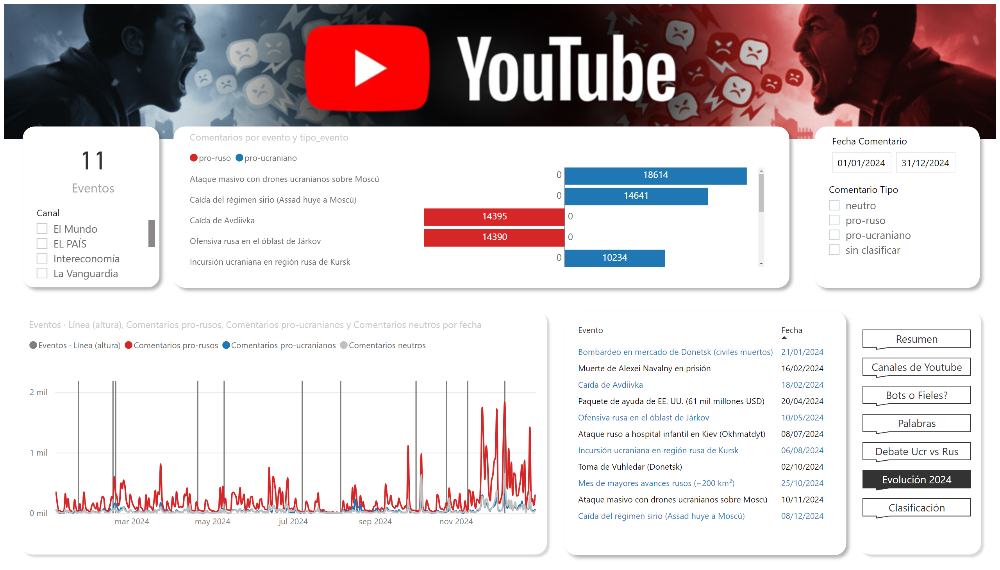 YouTube
11
Eventos
Canal
El Mundo
EL PAÍS
Intereconomía
La Vanguardia
Comentarios por evento y tipo_evento
pro-ruso pro-ucraniano
Ataque masivo con drones ucranianos sobre Moscú 0 18614
Caída del régimen sirio (Assad huye a Moscú) 0 14641
Caída de Avdiivka 14395 0
Ofensiva rusa en el óblast de Járkov 14390 0
Incursión ucraniana en región rusa de Kursk 0 10234
Fecha Comentario
01/01/2024 31/12/2024
Comentario Tipo
neutro
pro-ruso
pro-ucraniano
sin clasificar
Eventos · Línea (altura), Comentarios pro-rusos, Comentarios pro-ucranianos y Comentarios neutros por fecha
Eventos · Línea (altura) Comentarios pro-rusos Comentarios pro-ucranianos Comentarios neutros
2 mil
1 mil
0 mil
mar 2024 may 2024 jul 2024 sep 2024 nov 2024
Evento Fecha
Bombardeo en mercado de Donetsk (civiles muertos) 21/01/2024
Muerte de Alexei Navalny en prisión 16/02/2024
Caída de Avdiivka 18/02/2024
Paquete de ayuda de EE. UU. (61 mil millones USD) 20/04/2024
Ofensiva rusa en el óblast de Járkov 10/05/2024
Ataque ruso a hospital infantil en Kiev (Okhmatdyt) 08/07/2024
Incursión ucraniana en región rusa de Kursk 06/08/2024
Toma de Vuhledar (Donetsk) 02/10/2024
Mes de mayores avances rusos (~200 km²) 25/10/2024
Ataque masivo con drones ucranianos sobre Moscú 10/11/2024
Caída del régimen sirio (Assad huye a Moscú) 08/12/2024
Resumen
Canales de Youtube
Bots o Fieles?
Palabras
Debate Ucr vs Rus
Evolución 2024
Clasificación